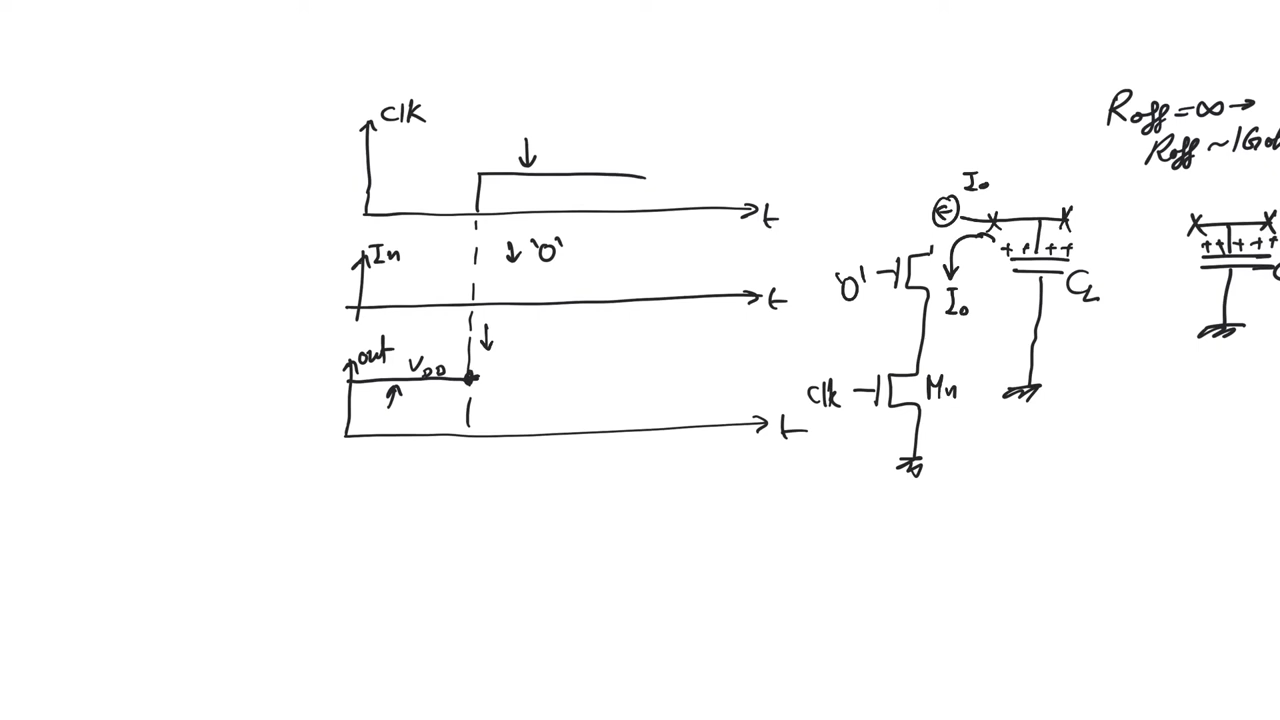 Clk
t
In
'0'
t
out
VDD
t
Roff = ∞ →
Roff ~ 1G
I₀
'0'
I₀
CL
Clk
Mn